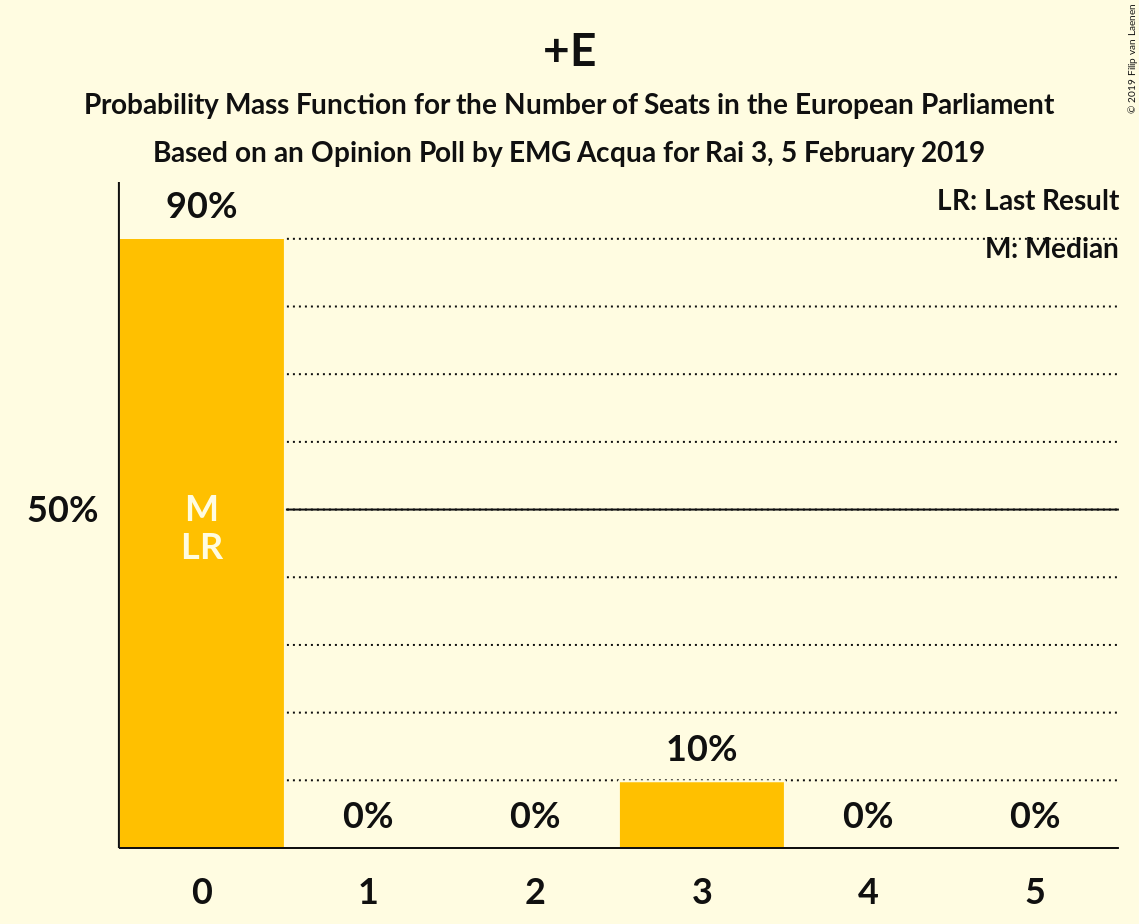 +E
Probability Mass Function for the Number of Seats in the European Parliament
Based on an Opinion Poll by EMG Acqua for Rai 3, 5 February 2019
© 2019 Filip van Laenen
LR: Last Result
M: Median
90%
50%
M
LR
10%
0%
0%
0%
0%
0
1
2
3
4
5